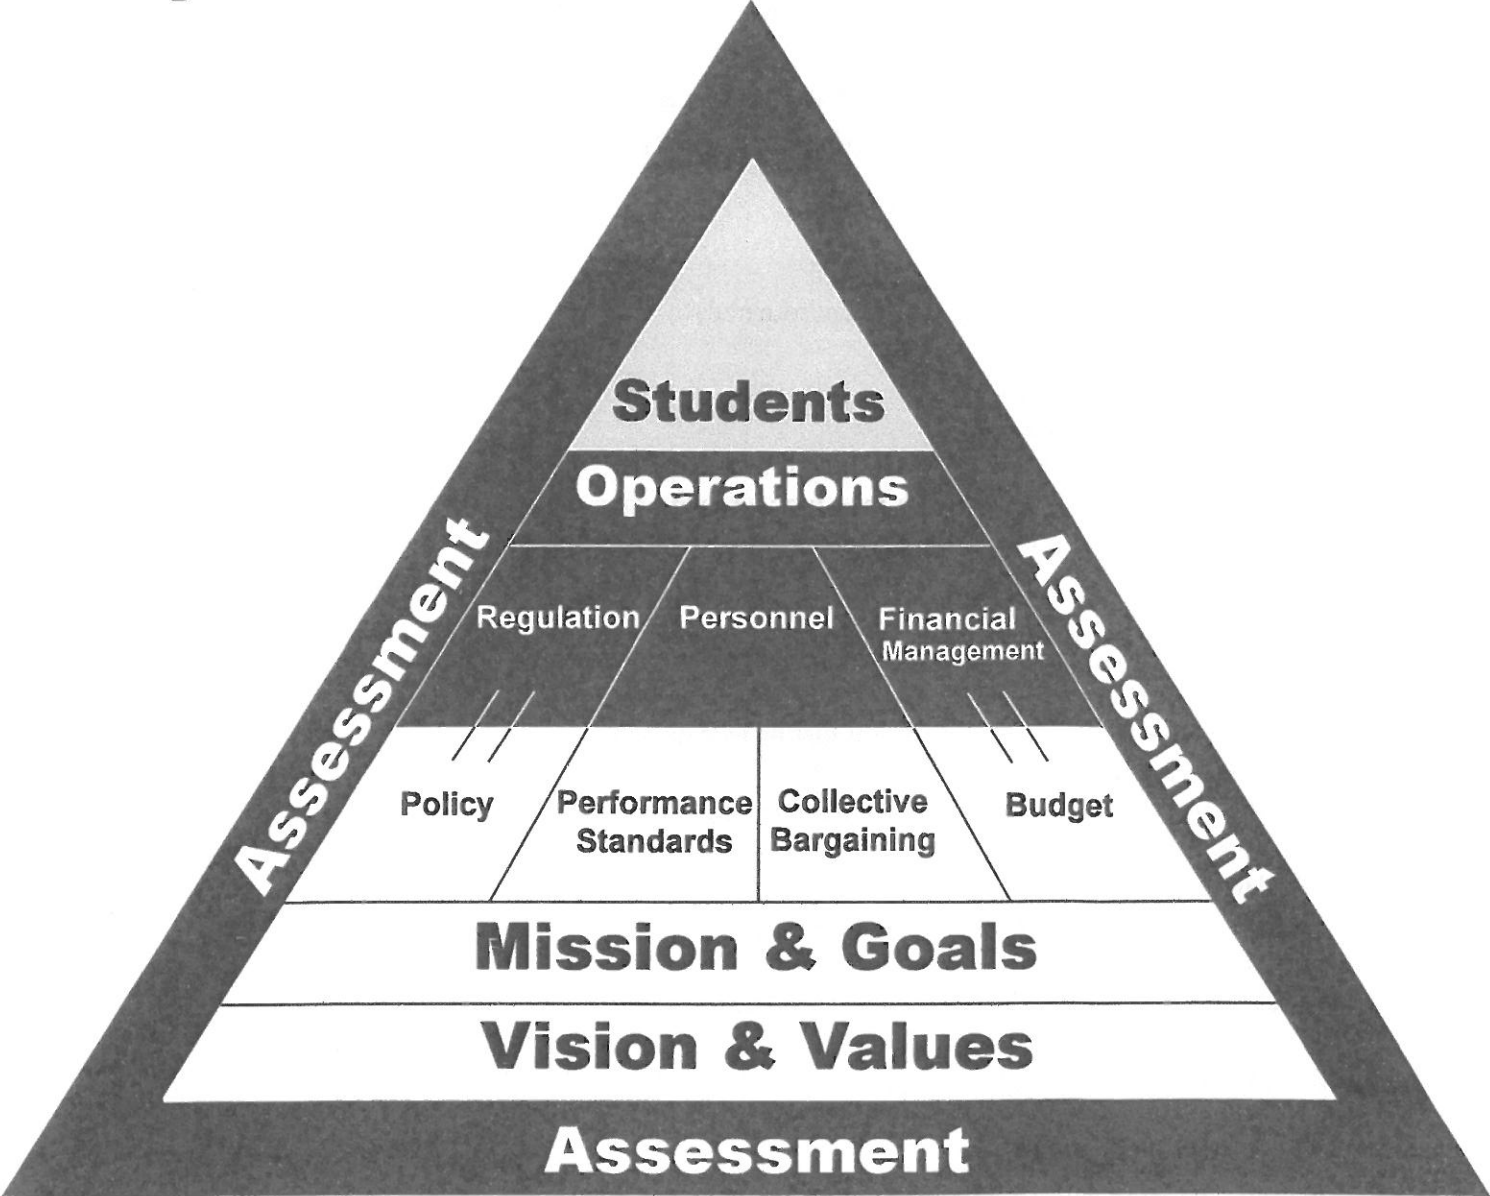 Students
Operations
Regulation
Personnel
Financial
Management
Policy
Performance
Standards
Collective
Bargaining
Budget
Mission & Goals
Vision & Values
Assessment
Assessment
Assessment